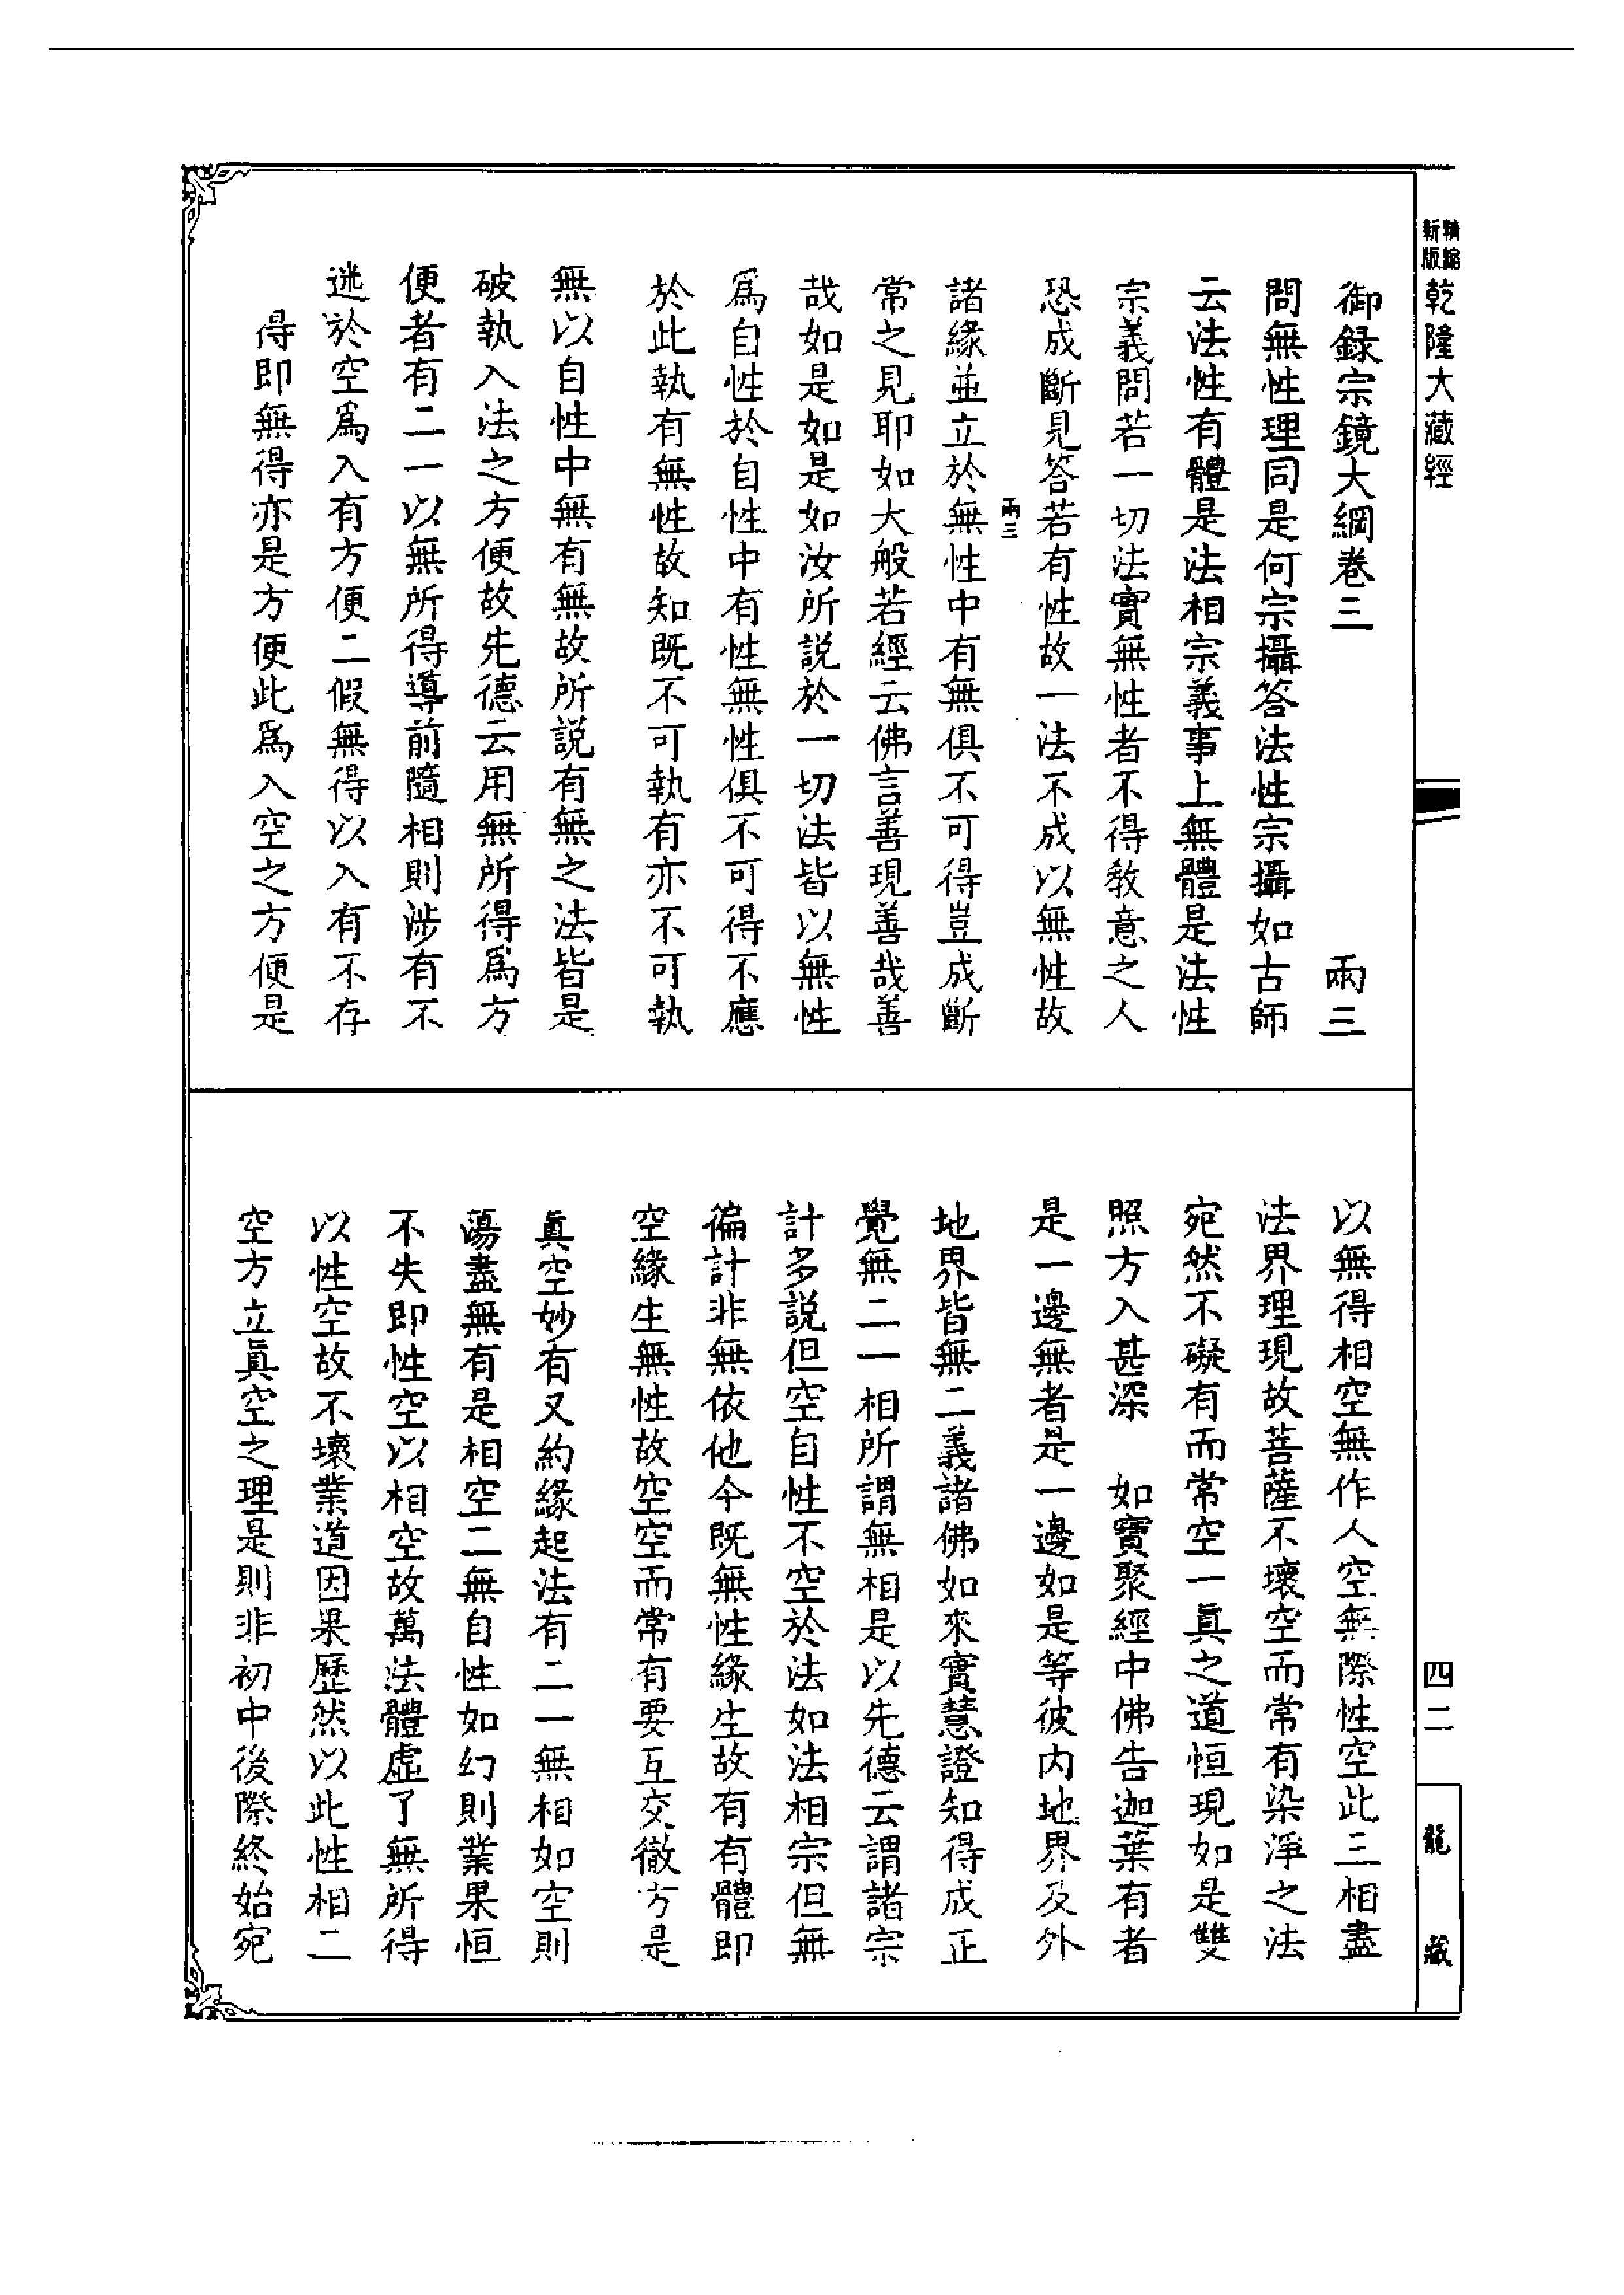 新版
精縮
乾隆大藏經
四二
龍藏
御錄宗鏡大綱卷三 兩三
問無性理同是何宗攝答法性宗攝如古師
云法性有體是法相宗義事上無體是法性
宗義問若一切法實無性者不得教意之人
恐成斷見答若有性故一法不成以無性故
兩三
諸緣並立於無性中有無俱不可得豈成斷
常之見耶如大般若經云佛言善現善哉善
哉如是如是如汝所説於一切法皆以無性
爲自性於自性中有性無性俱不可得不應
於此執有無性故知既不可執有亦不可執
無以自性中無有無故所説有無之法皆是
破執入法之方便故先德云用無所得爲方
便者有二一以無所得導前隨相則涉有不
迷於空爲入有方便二假無得以入有不存
得即無得亦是方便此爲入空之方便是
以無得相空無作人空無際性空此三相盡
法界理現故菩薩不壞空而常有染淨之法
宛然不礙有而常空一眞之道恒現如是雙
照方入甚深 如寶聚經中佛告迦葉有者
是一邊無者是一邊如是等彼内地界及外
地界皆無二義諸佛如來實慧證知得成正
覺無二一相所謂無相是以先德云謂諸宗
計多説但空自性不空於法如法相宗但無
徧計非無依他今既無性緣生故有有體即
空緣生無性故空空而常有要互交徹方是
眞空妙有又約緣起法有二一無相如空則
蕩盡無有是相空二無自性如幻則業果恒
不失即性空以相空故萬法體虛了無所得
以性空故不壞業道因果歷然以此性相二
空方立眞空之理是則非初中後際終始宛